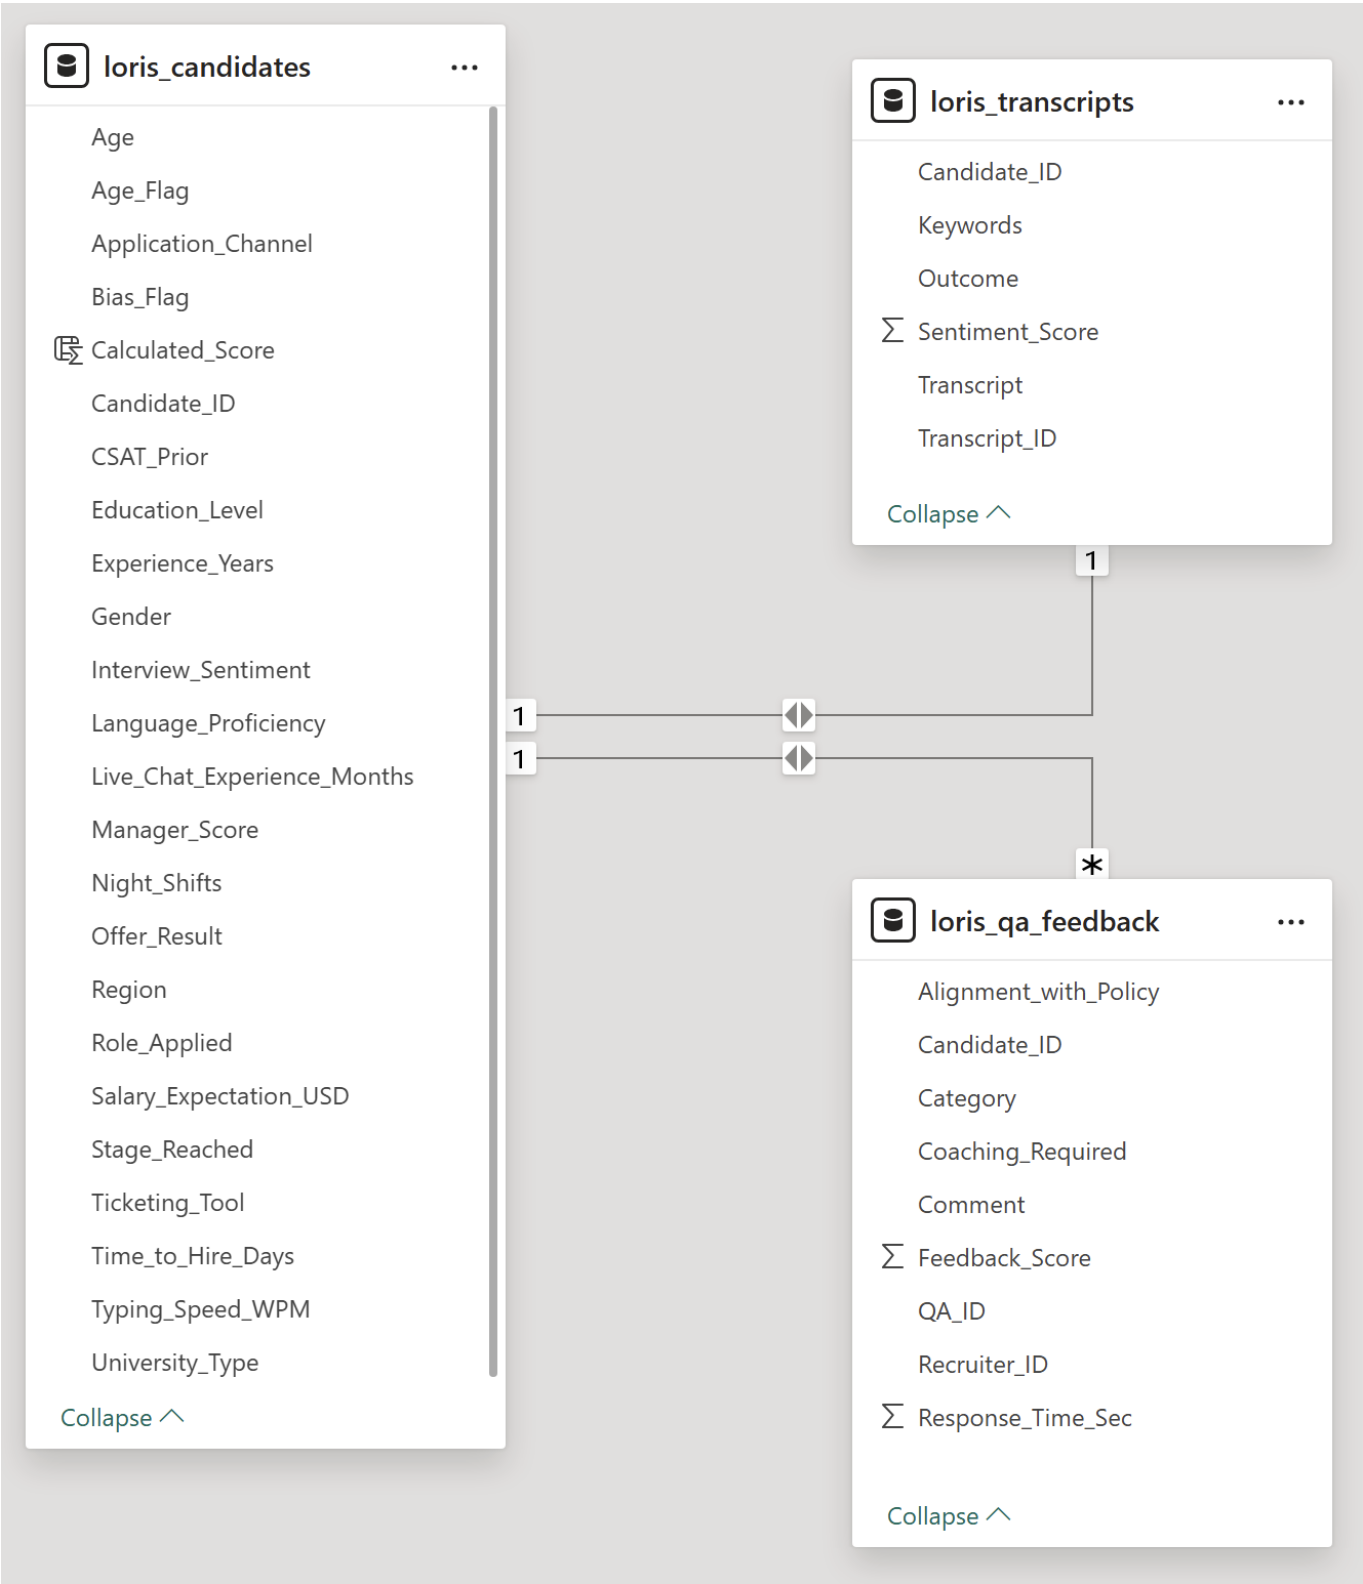 loris_candidates
Age
Age_Flag
Application_Channel
Bias_Flag
Calculated_Score
Candidate_ID
CSAT_Prior
Education_Level
Experience_Years
Gender
Interview_Sentiment
Language_Proficiency
Live_Chat_Experience_Months
Manager_Score
Night_Shifts
Offer_Result
Region
Role_Applied
Salary_Expectation_USD
Stage_Reached
Ticketing_Tool
Time_to_Hire_Days
Typing_Speed_WPM
University_Type
Collapse
loris_transcripts
Candidate_ID
Keywords
Outcome
Sentiment_Score
Transcript
Transcript_ID
Collapse
1
1
1
*
loris_qa_feedback
Alignment_with_Policy
Candidate_ID
Category
Coaching_Required
Comment
Feedback_Score
QA_ID
Recruiter_ID
Response_Time_Sec
Collapse